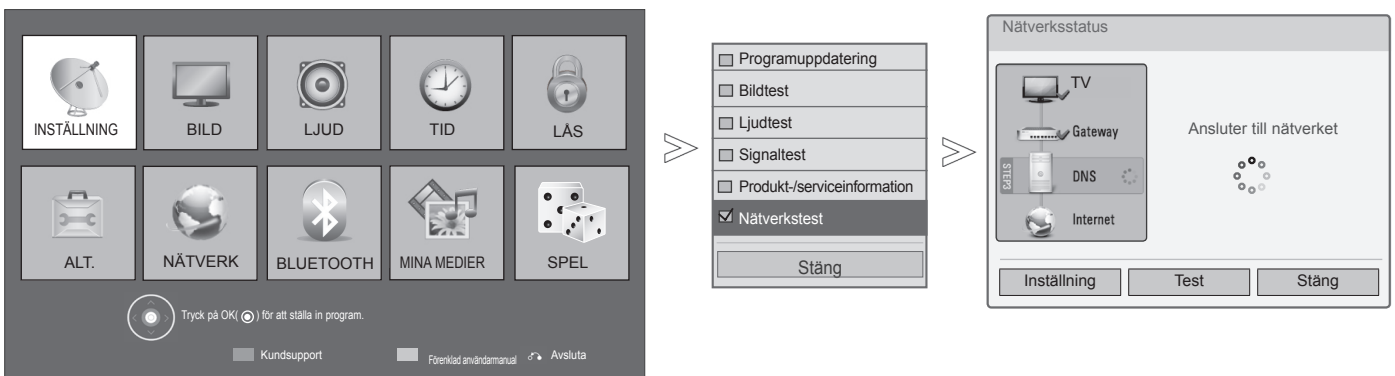 INSTÄLLNING
BILD
LJUD
TID
LÅS
ALT.
NÄTVERK
BLUETOOTH
MINA MEDIER
SPEL
Tryck på OK( ) för att ställa in program.
Kundsupport
Förenklad användarmanual
Avsluta
Programuppdatering
Bildtest
Ljudtest
Signaltest
Produkt-/serviceinformation
Nätverkstest
Stäng
Nätverksstatus
TV
Gateway
STEP3
DNS
Internet
Ansluter till nätverket
Inställning
Test
Stäng